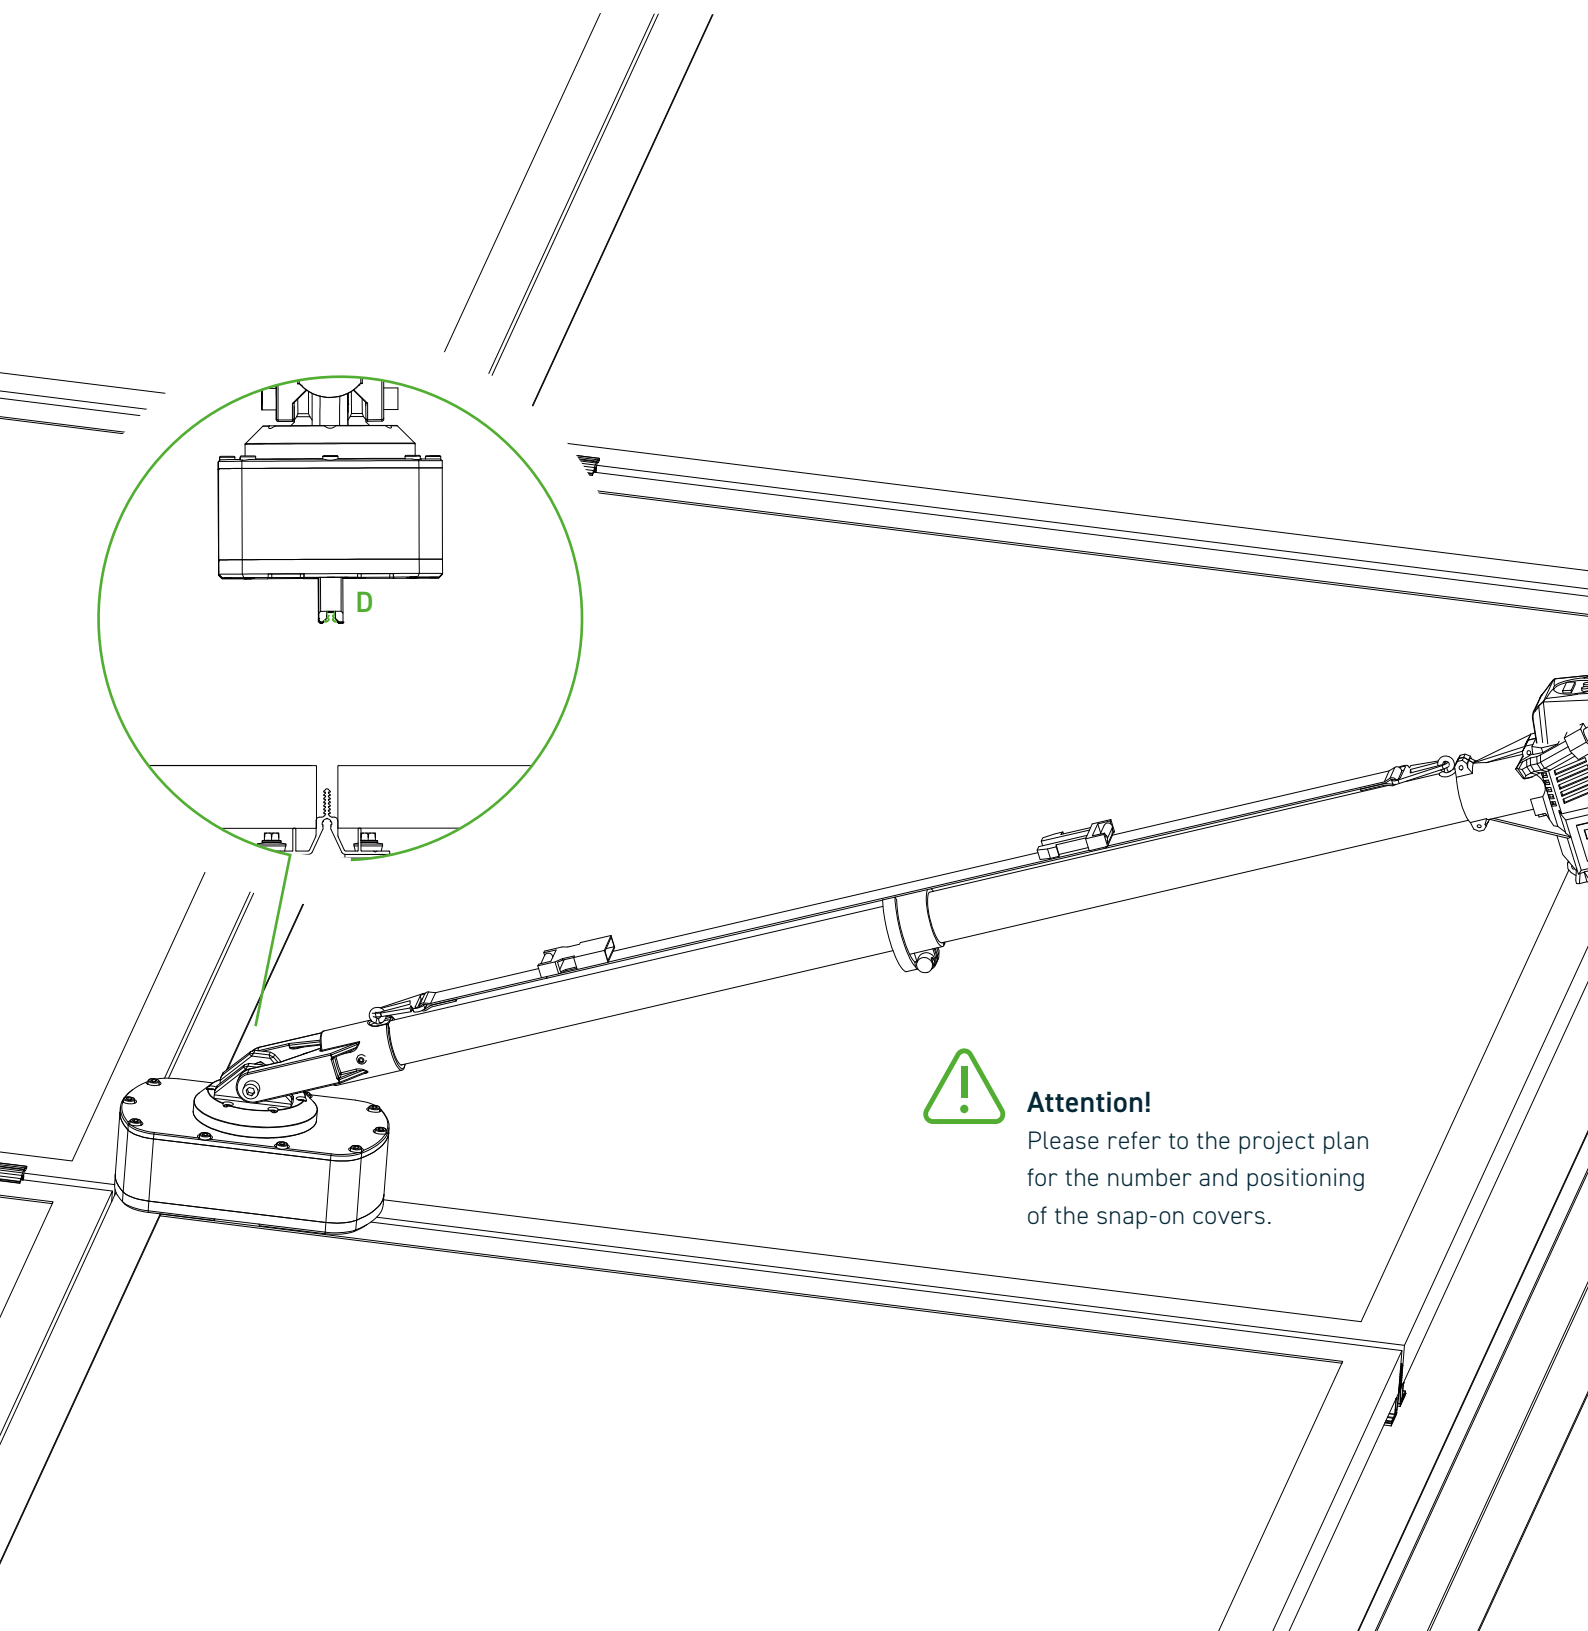 D
Attention!
Please refer to the project plan
for the number and positioning
of the snap-on covers.